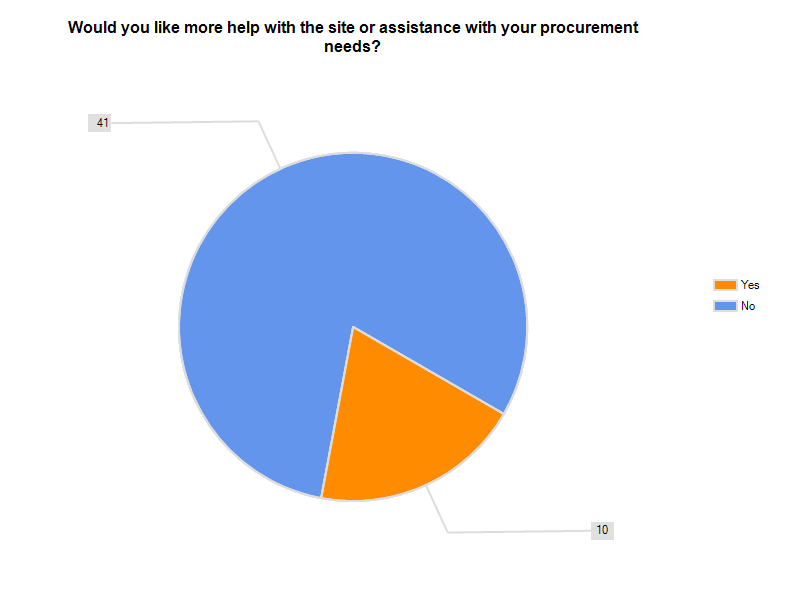 Would you like more help with the site or assistance with your procurement
needs?
41
Yes
No
10